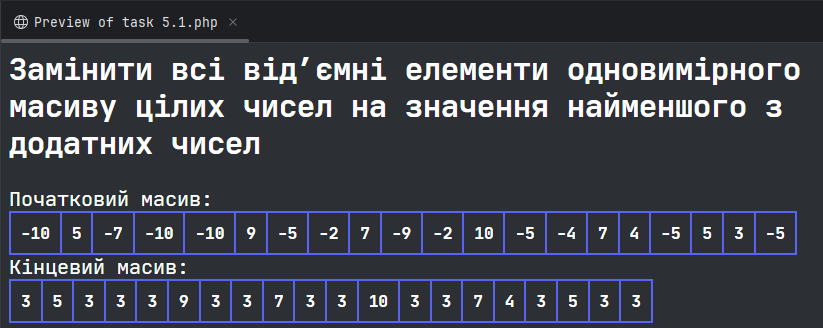 Preview of task 5.1.php
Замінити всі від’ємні елементи одновимірного
масиву цілих чисел на значення найменшого з
додатних чисел
Початковий масив:
-10 5 -7 -10 -10 9 -5 -2 7 -9 -2 10 -5 -4 7 4 -5 5 3 -5
Кінцевий масив:
3 5 3 3 3 9 3 3 7 3 3 10 3 3 7 4 3 5 3 3